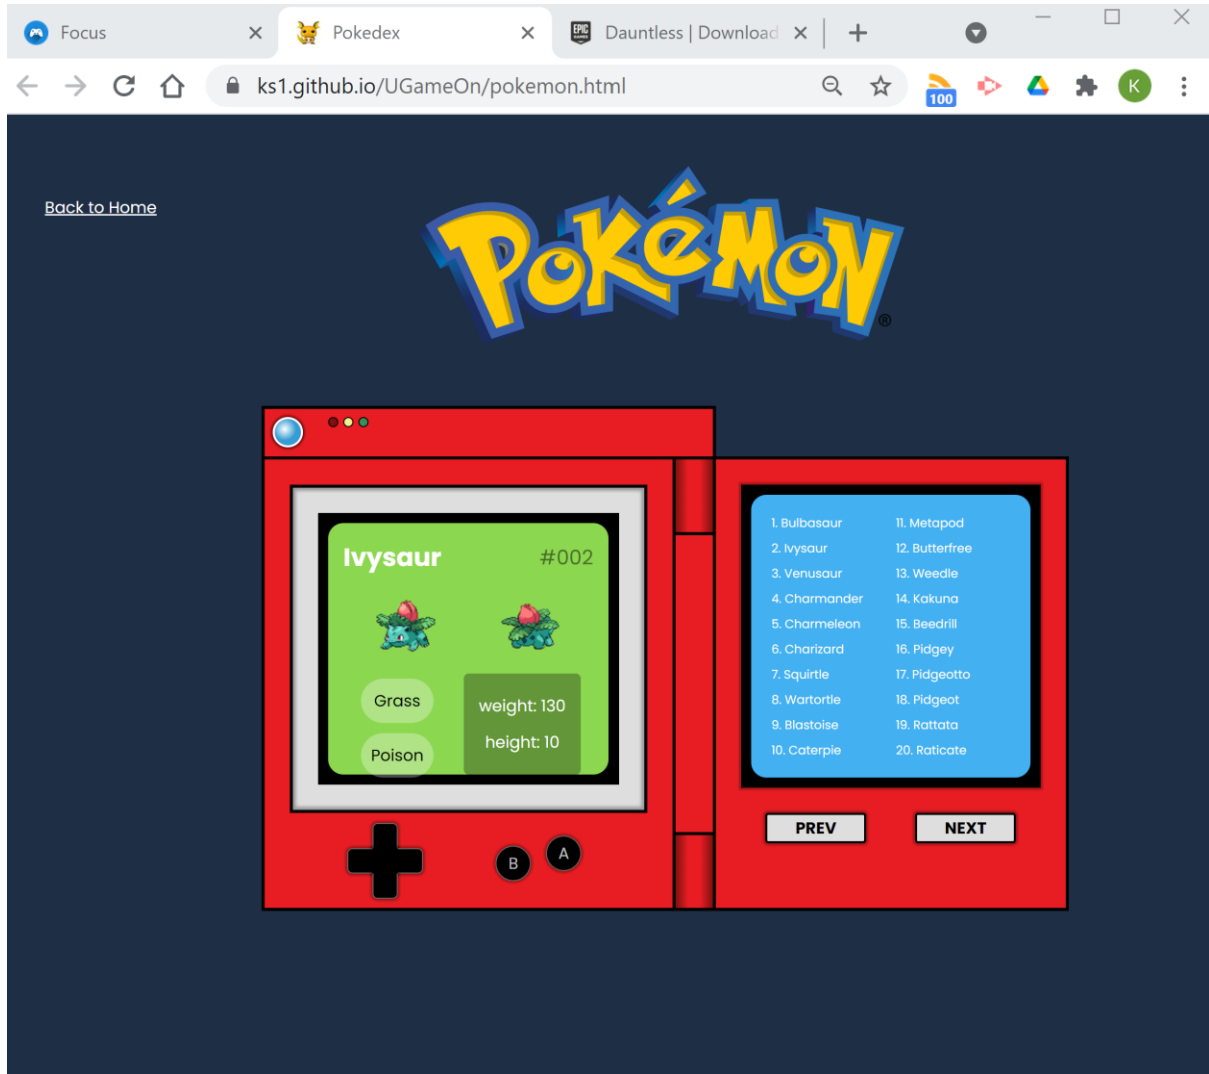 Focus
Pokedex
Dauntless | Download
ks1.github.io/UGameOn/pokemon.html
100
K
Back to Home
POKéMON
®
Ivysaur #002
Grass
Poison
weight: 130
height: 10
B
A
1. Bulbasaur
2. Ivysaur
3. Venusaur
4. Charmander
5. Charmeleon
6. Charizard
7. Squirtle
8. Wartortle
9. Blastoise
10. Caterpie
11. Metapod
12. Butterfree
13. Weedle
14. Kakuna
15. Beedrill
16. Pidgey
17. Pidgeotto
18. Pidgeot
19. Rattata
20. Raticate
PREV
NEXT